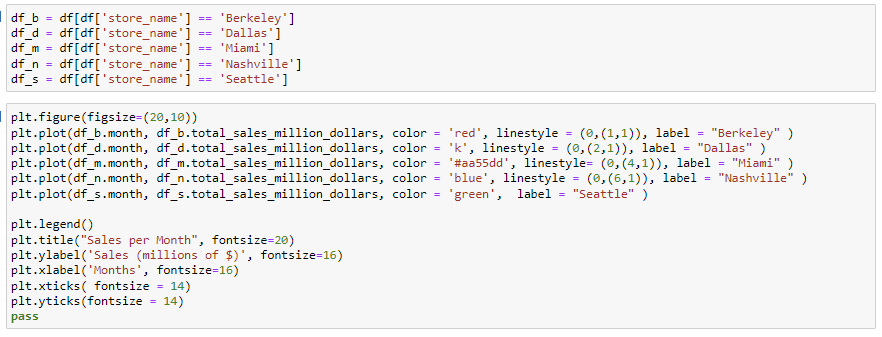 df_b = df[df['store_name'] == 'Berkeley']
df_d = df[df['store_name'] == 'Dallas']
df_m = df[df['store_name'] == 'Miami']
df_n = df[df['store_name'] == 'Nashville']
df_s = df[df['store_name'] == 'Seattle']
plt.figure(figsize=(20,10))
plt.plot(df_b.month, df_b.total_sales_million_dollars, color = 'red', linestyle = (0,(1,1)), label = "Berkeley" )
plt.plot(df_d.month, df_d.total_sales_million_dollars, color = 'k', linestyle = (0,(2,1)), label = "Dallas" )
plt.plot(df_m.month, df_m.total_sales_million_dollars, color = '#aa55dd', linestyle= (0,(4,1)), label = "Miami" )
plt.plot(df_n.month, df_n.total_sales_million_dollars, color = 'blue', linestyle = (0,(6,1)), label = "Nashville" )
plt.plot(df_s.month, df_s.total_sales_million_dollars, color = 'green',  label = "Seattle" )
plt.legend()
plt.title("Sales per Month", fontsize=20)
plt.ylabel('Sales (millions of $)', fontsize=16)
plt.xlabel('Months', fontsize=16)
plt.xticks( fontsize = 14)
plt.yticks(fontsize = 14)
pass